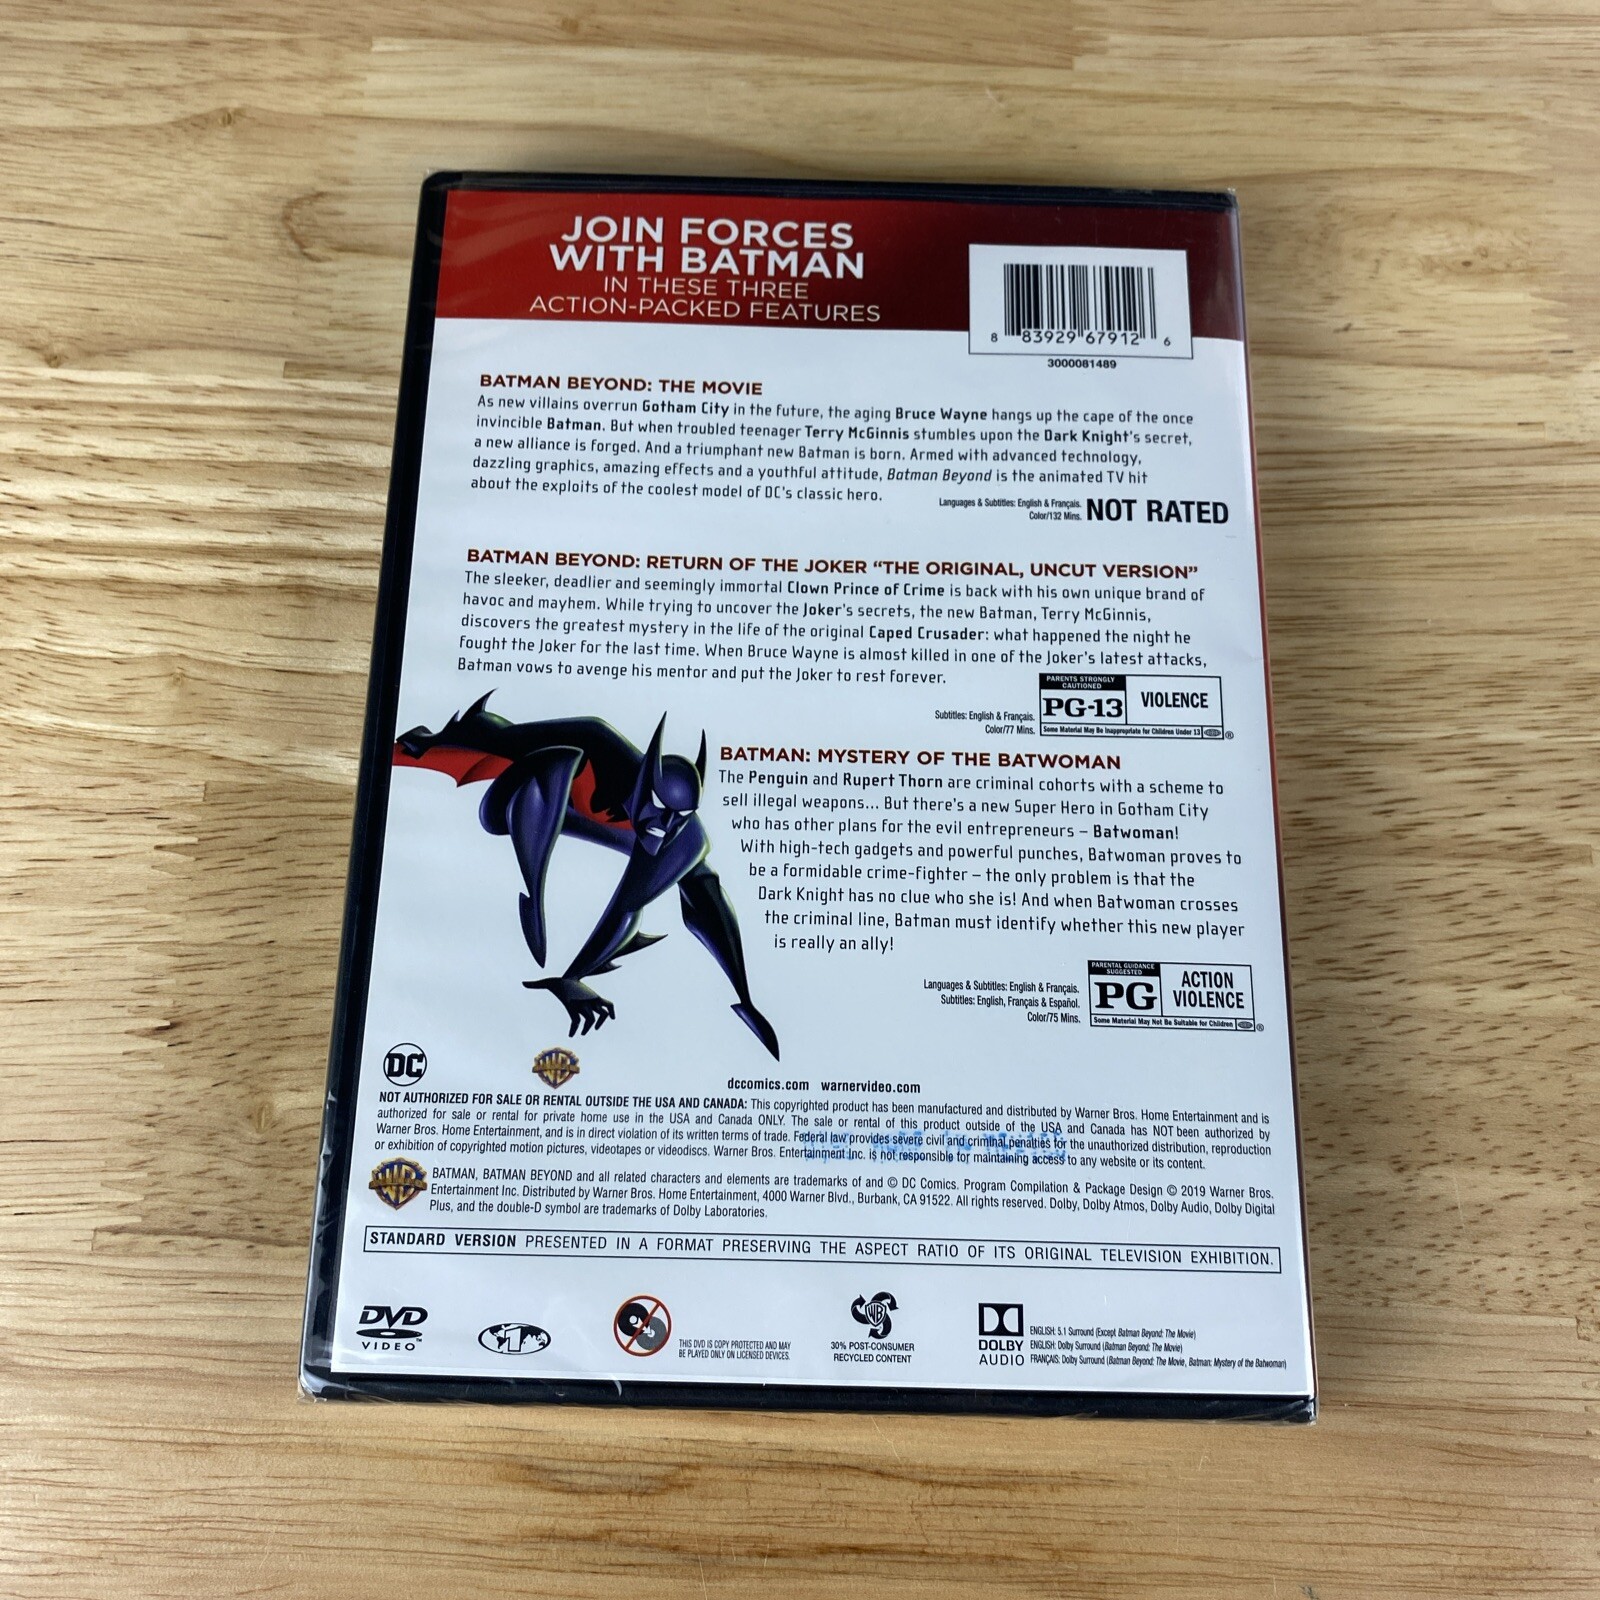 JOIN FORCES
WITH BATMAN
IN THESE THREE
ACTION-PACKED FEATURES
8 83929 67912 6
3000081489
BATMAN BEYOND: THE MOVIE
As new villains overrun Gotham City in the future, the aging Bruce Wayne hangs up the cape of the once
invincible Batman. But when troubled teenager Terry McGinnis stumbles upon the Dark Knight's secret,
a new alliance is forged. And a triumphant new Batman is born. Armed with advanced technology,
dazzling graphics, amazing effects and a youthful attitude, Batman Beyond is the animated TV hit
about the exploits of the coolest model of DC's classic hero.
Languages & Subtitles: English & Français.
Color/132 Mins.
NOT RATED
BATMAN BEYOND: RETURN OF THE JOKER “THE ORIGINAL, UNCUT VERSION”
The sleeker, deadlier and seemingly immortal Clown Prince of Crime is back with his own unique brand of
havoc and mayhem. While trying to uncover the Joker's secrets, the new Batman, Terry McGinnis,
discovers the greatest mystery in the life of the original Caped Crusader: what happened the night he
fought the Joker for the last time. When Bruce Wayne is almost killed in one of the Joker's latest attacks,
Batman vows to avenge his mentor and put the Joker to rest forever.
Subtitles: English & Français.
Color/77 Mins.
PARENTS STRONGLY
CAUTIONED
PG-13
VIOLENCE
Some Material May Be Inappropriate for Children Under 13
®
BATMAN: MYSTERY OF THE BATWOMAN
The Penguin and Rupert Thorn are criminal cohorts with a scheme to
sell illegal weapons... But there's a new Super Hero in Gotham City
who has other plans for the evil entrepreneurs – Batwoman!
With high-tech gadgets and powerful punches, Batwoman proves to
be a formidable crime-fighter – the only problem is that the
Dark Knight has no clue who she is! And when Batwoman crosses
the criminal line, Batman must identify whether this new player
is really an ally!
Languages & Subtitles: English & Français.
Subtitles: English, Français & Español.
Color/75 Mins.
PARENTAL GUIDANCE
SUGGESTED
PG
ACTION
VIOLENCE
Some Material May Not Be Suitable for Children
®
DC
WB
dccomics.com warnervideo.com
NOT AUTHORIZED FOR SALE OR RENTAL OUTSIDE THE USA AND CANADA: This copyrighted product has been manufactured and distributed by Warner Bros. Home Entertainment and is
authorized for sale or rental for private home use in the USA and Canada ONLY. The sale or rental of this product outside of the USA and Canada has NOT been authorized by
Warner Bros. Home Entertainment, and is in direct violation of its written terms of trade. Federal law provides severe civil and criminal penalties for the unauthorized distribution, reproduction
or exhibition of copyrighted motion pictures, videotapes or videodiscs. Warner Bros. Entertainment Inc. is not responsible for maintaining access to any website or its content.
WB
BATMAN, BATMAN BEYOND and all related characters and elements are trademarks of and © DC Comics. Program Compilation & Package Design © 2019 Warner Bros.
Entertainment Inc. Distributed by Warner Bros. Home Entertainment, 4000 Warner Blvd., Burbank, CA 91522. All rights reserved. Dolby, Dolby Atmos, Dolby Audio, Dolby Digital
Plus, and the double-D symbol are trademarks of Dolby Laboratories.
STANDARD VERSION PRESENTED IN A FORMAT PRESERVING THE ASPECT RATIO OF ITS ORIGINAL TELEVISION EXHIBITION.
DVD
VIDEO™
1
THIS DVD IS COPY PROTECTED AND MAY
BE PLAYED ONLY ON LICENSED DEVICES.
WB
30% POST-CONSUMER
RECYCLED CONTENT
DOLBY
AUDIO
ENGLISH: 5.1 Surround (Except Batman Beyond: The Movie)
ENGLISH: Dolby Surround (Batman Beyond: The Movie)
FRANÇAIS: Dolby Surround (Batman Beyond: The Movie, Batman: Mystery of the Batwoman)